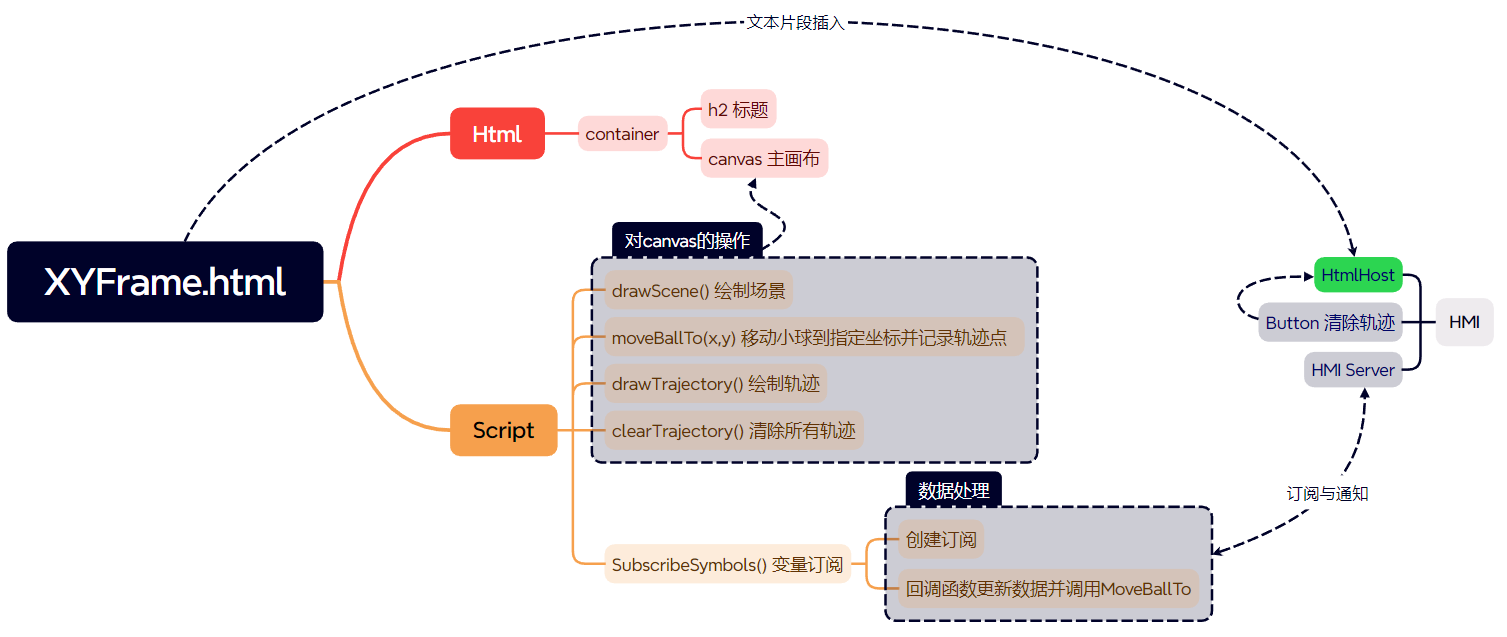 文本片段插入
h2 标题
Html
container
canvas 主画布
对canvas的操作
XYFrame.html
drawScene() 绘制场景
moveBallTo(x,y) 移动小球到指定坐标并记录轨迹点
drawTrajectory() 绘制轨迹
Script
clearTrajectory() 清除所有轨迹
数据处理
创建订阅
SubscribeSymbols() 变量订阅
回调函数更新数据并调用MoveBallTo
HtmlHost
Button 清除轨迹
HMI
HMI Server
订阅与通知